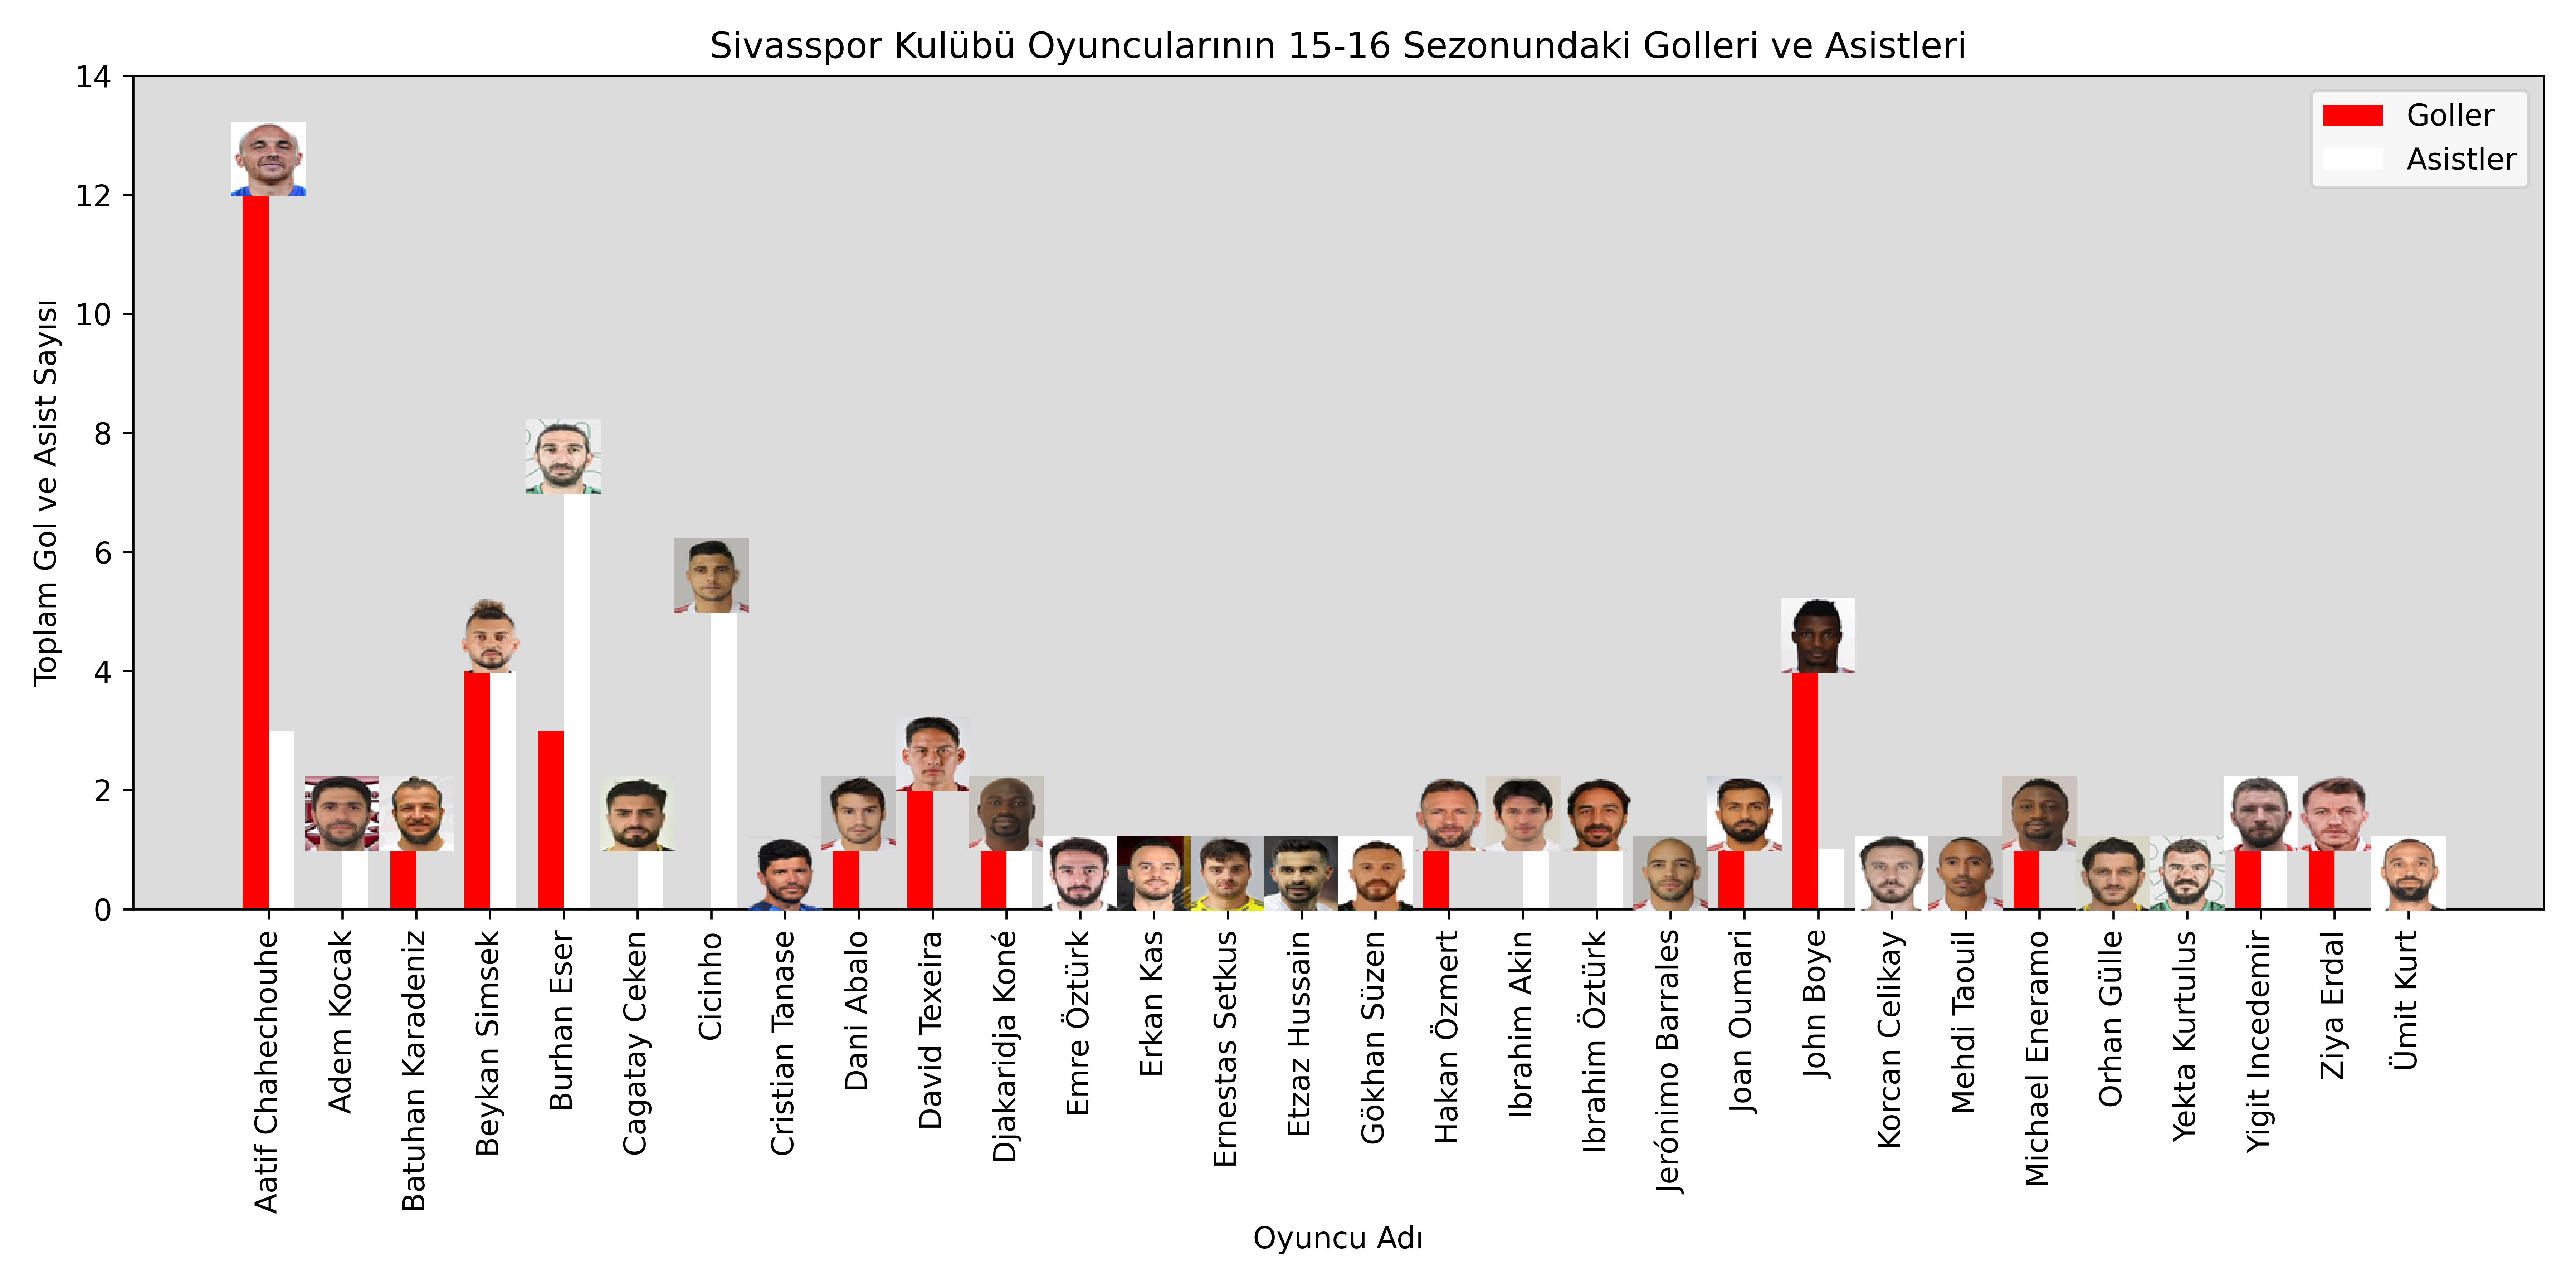 Sivasspor Kulübü Oyuncularının 15-16 Sezonundaki Golleri ve Asistleri
Goller
Asistler
Toplam Gol ve Asist Sayısı
14
12
10
8
6
4
2
0
Aatif Chahechouhe
Adem Kocak
Batuhan Karadeniz
Beykan Simsek
Burhan Eser
Cagatay Ceken
Cicinho
Cristian Tanase
Dani Abalo
David Texeira
Djakaridja Koné
Emre Öztürk
Erkan Kas
Ernestas Setkus
Etzaz Hussain
Gökhan Süzen
Hakan Özmert
Ibrahim Akin
Ibrahim Öztürk
Jerónimo Barrales
Joan Oumari
John Boye
Korcan Celikay
Mehdi Taouil
Michael Eneramo
Orhan Gülle
Yekta Kurtulus
Yigit Incedemir
Ziya Erdal
Ümit Kurt
Oyuncu Adı